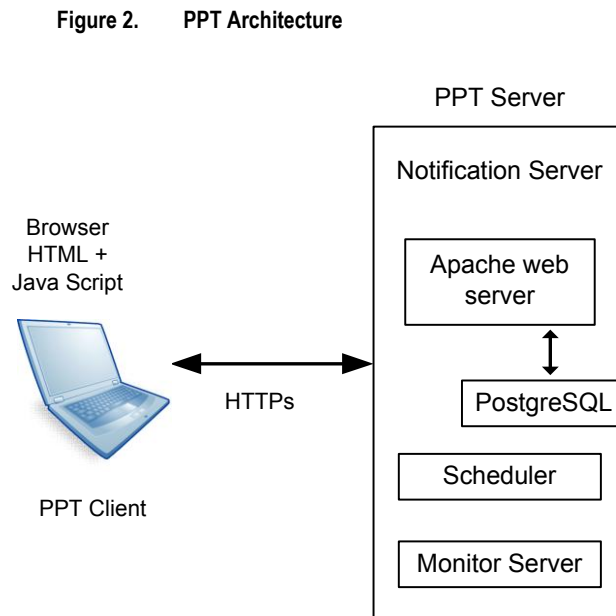 Figure 2. PPT Architecture
PPT Server
Notification Server
Browser
HTML +
Java Script
Apache web
server
HTTPs
PostgreSQL
Scheduler
PPT Client
Monitor Server